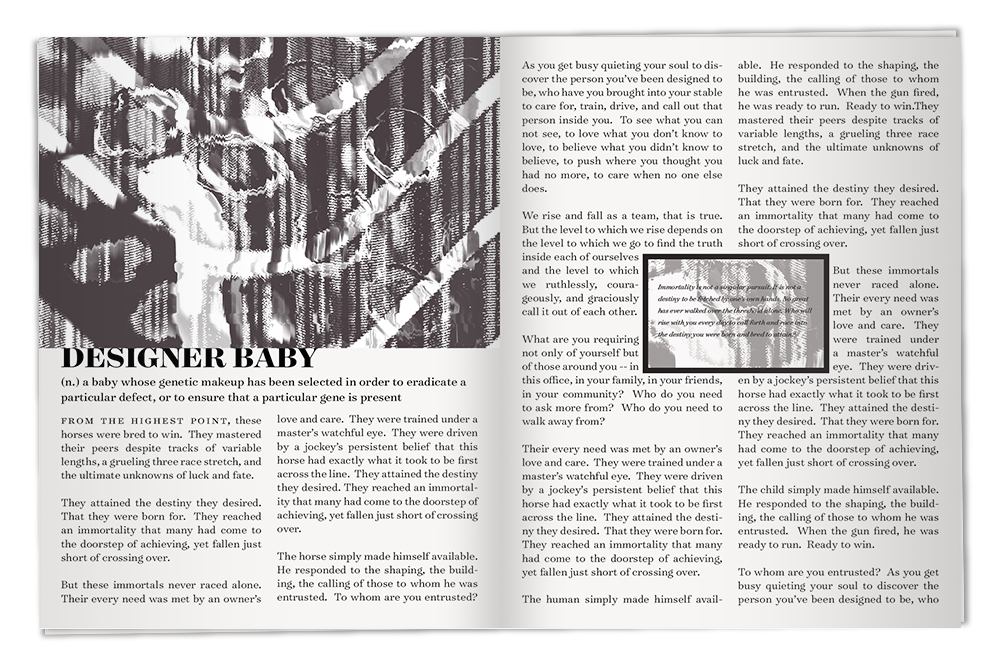 DESIGNER BABY
(n.) a baby whose genetic makeup has been selected in order to eradicate a
particular defect, or to ensure that a particular gene is present
FROM THE HIGHEST POINT, these
horses were bred to win. They mastered
their peers despite tracks of variable
lengths, a grueling three race stretch, and
the ultimate unknowns of luck and fate.
They attained the destiny they desired.
That they were born for. They reached
an immortality that many had come to
the doorstep of achieving, yet fallen just
short of crossing over.
But these immortals never raced alone.
Their every need was met by an owner's
love and care. They were trained under a
master's watchful eye. They were driven
by a jockey's persistent belief that this
horse had exactly what it took to be first
across the line. They attained the destiny
they desired. They reached an immortal-
ity that many had come to the doorstep of
achieving, yet fallen just short of crossing
over.
The horse simply made himself available.
He responded to the shaping, the build-
ing, the calling of those to whom he was
entrusted. To whom are you entrusted?
As you get busy quieting your soul to dis-
cover the person you've been designed to
be, who have you brought into your stable
to care for, train, drive, and call out that
person inside you. To see what you can
not see, to love what you don't know to
love, to believe what you didn't know to
believe, to push where you thought you
had no more, to care when no one else
does.
We rise and fall as a team, that is true.
But the level to which we rise depends on
the level to which we go to find the truth
inside each of ourselves
and the level to which
we ruthlessly, coura-
geously, and graciously
call it out of each other.
What are you requiring
not only of yourself but
of those around you -- in
this office, in your family, in your friends,
in your community? Who do you need
to ask more from? Who do you need to
walk away from?
Their every need was met by an owner's
love and care. They were trained under a
master's watchful eye. They were driven
by a jockey's persistent belief that this
horse had exactly what it took to be first
across the line. They attained the desti-
ny they desired. That they were born for.
They reached an immortality that many
had come to the doorstep of achieving,
yet fallen just short of crossing over.
The human simply made himself avail-
Immortality is not a singular pursuit. It is not a
destiny to be fetched by one's own hands. No great
has ever walked over the threshold alone. Who will
rise with you every day to call forth and race into
the destiny you were born and bred to attain?
able. He responded to the shaping, the
building, the calling of those to whom
he was entrusted. When the gun fired,
he was ready to run. Ready to win.They
mastered their peers despite tracks of
variable lengths, a grueling three race
stretch, and the ultimate unknowns of
luck and fate.
They attained the destiny they desired.
That they were born for. They reached
an immortality that many had come to
the doorstep of achieving, yet fallen just
short of crossing over.
But these immortals
never raced alone.
Their every need was
met by an owner's
love and care. They
were trained under
a master's watchful
eye. They were driv-
en by a jockey's persistent belief that this
horse had exactly what it took to be first
across the line. They attained the desti-
ny they desired. That they were born for.
They reached an immortality that many
had come to the doorstep of achieving,
yet fallen just short of crossing over.
The child simply made himself available.
He responded to the shaping, the build-
ing, the calling of those to whom he was
entrusted. When the gun fired, he was
ready to run. Ready to win.
To whom are you entrusted? As you get
busy quieting your soul to discover the
person you've been designed to be, who